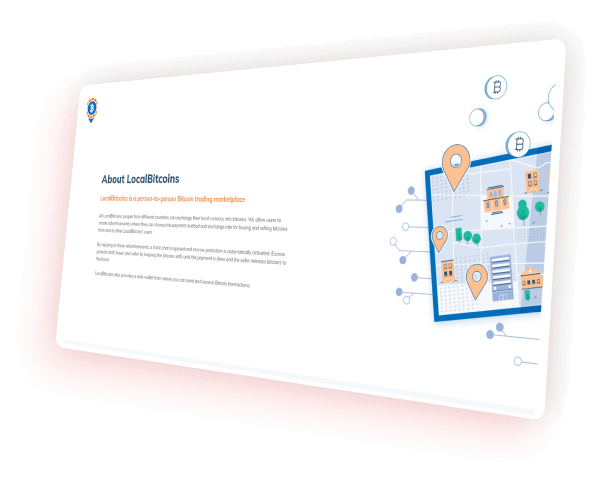 About LocalBitcoins
LocalBitcoins is a person-to-person Bitcoin trading marketplace
At LocalBitcoins, people from different countries can exchange their local currency into bitcoins. We allow users to
create advertisements where they can choose the payment method and exchange rate for buying and selling bitcoins
from and to other LocalBitcoins' users.
By replying to these advertisements, a trade chat is opened and escrow protection is automatically activated. Escrow
protects both buyer and seller by keeping the bitcoins safe until the payment is done and the seller releases bitcoins to
the buyer.
LocalBitcoins also provides a web wallet from where you can send and receive Bitcoin transactions.